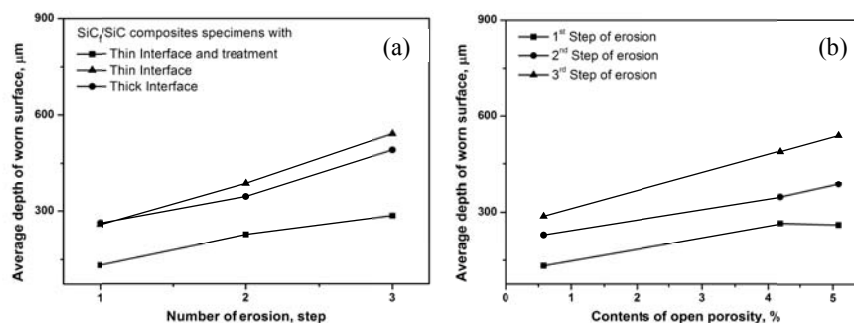 900
600
300
Average depth of worn surface, μm
SiCf/SiC composites specimens with
Thin Interface and treatment
Thin Interface
Thick Interface
(a)
1
2
3
Number of erosion, step
900
600
300
Average depth of worn surface, μm
1st Step of erosion
2nd Step of erosion
3rd Step of erosion
(b)
0
1
2
3
4
5
Contents of open porosity, %